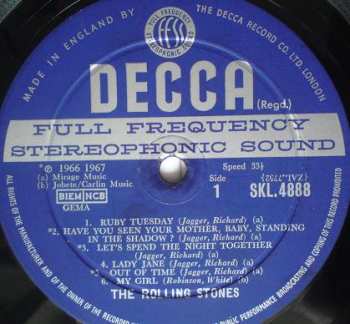 MADE IN ENGLAND BY THE DECCA RECORD CO. LTD. LONDON
FULL FREQUENCY
STEREOPHONIC SOUND
DECCA
(Regd.)
FULL FREQUENCY
STEREOPHONIC SOUND
℗ 1966 1967
(a) Mirage Music
(b) Jobete/Carlin Music
BIEM NCB
GEMA
Speed 33⅓
Side
1
SKL.4888
1. RUBY TUESDAY (Jagger, Richard) (a)
*2. HAVE YOU SEEN YOUR MOTHER, BABY, STANDING
IN THE SHADOW? (Jagger, Richard) (a)
*3. LET'S SPEND THE NIGHT TOGETHER
(Jagger, Richard) (a)
4. LADY JANE (Jagger, Richard) (a)
5. OUT OF TIME (Jagger, Richard) (a)
6. MY GIRL (Robinson, White) (b)
THE ROLLING STONES
ALL RIGHTS OF THE MANUFACTURER AND OF THE OWNER OF THE RECORDED WORK PUBLIC PERFORMANCE BROADCASTING AND COPYING OF THIS RECORD PROHIBITED